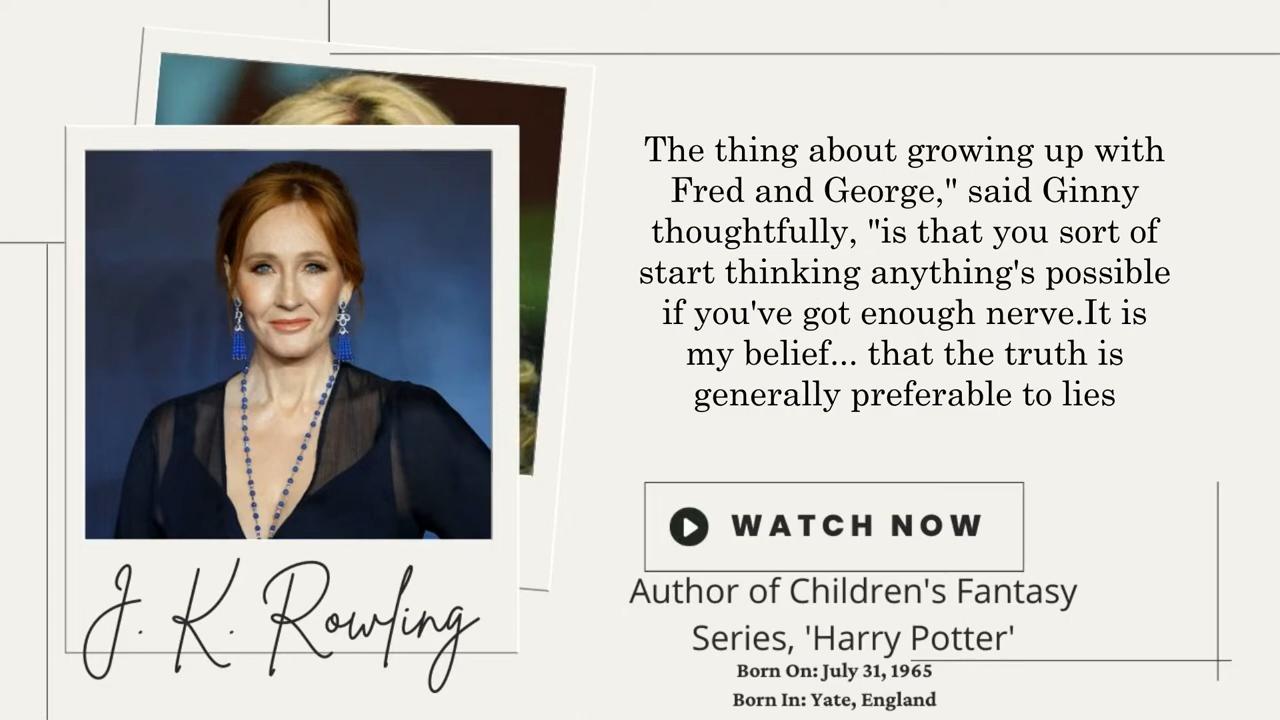 The thing about growing up with
Fred and George," said Ginny
thoughtfully, "is that you sort of
start thinking anything's possible
if you've got enough nerve.It is
my belief... that the truth is
generally preferable to lies
WATCH NOW
Author of Children's Fantasy
Series, 'Harry Potter'
Born On: July 31, 1965
Born In: Yate, England
J. K. Rowling